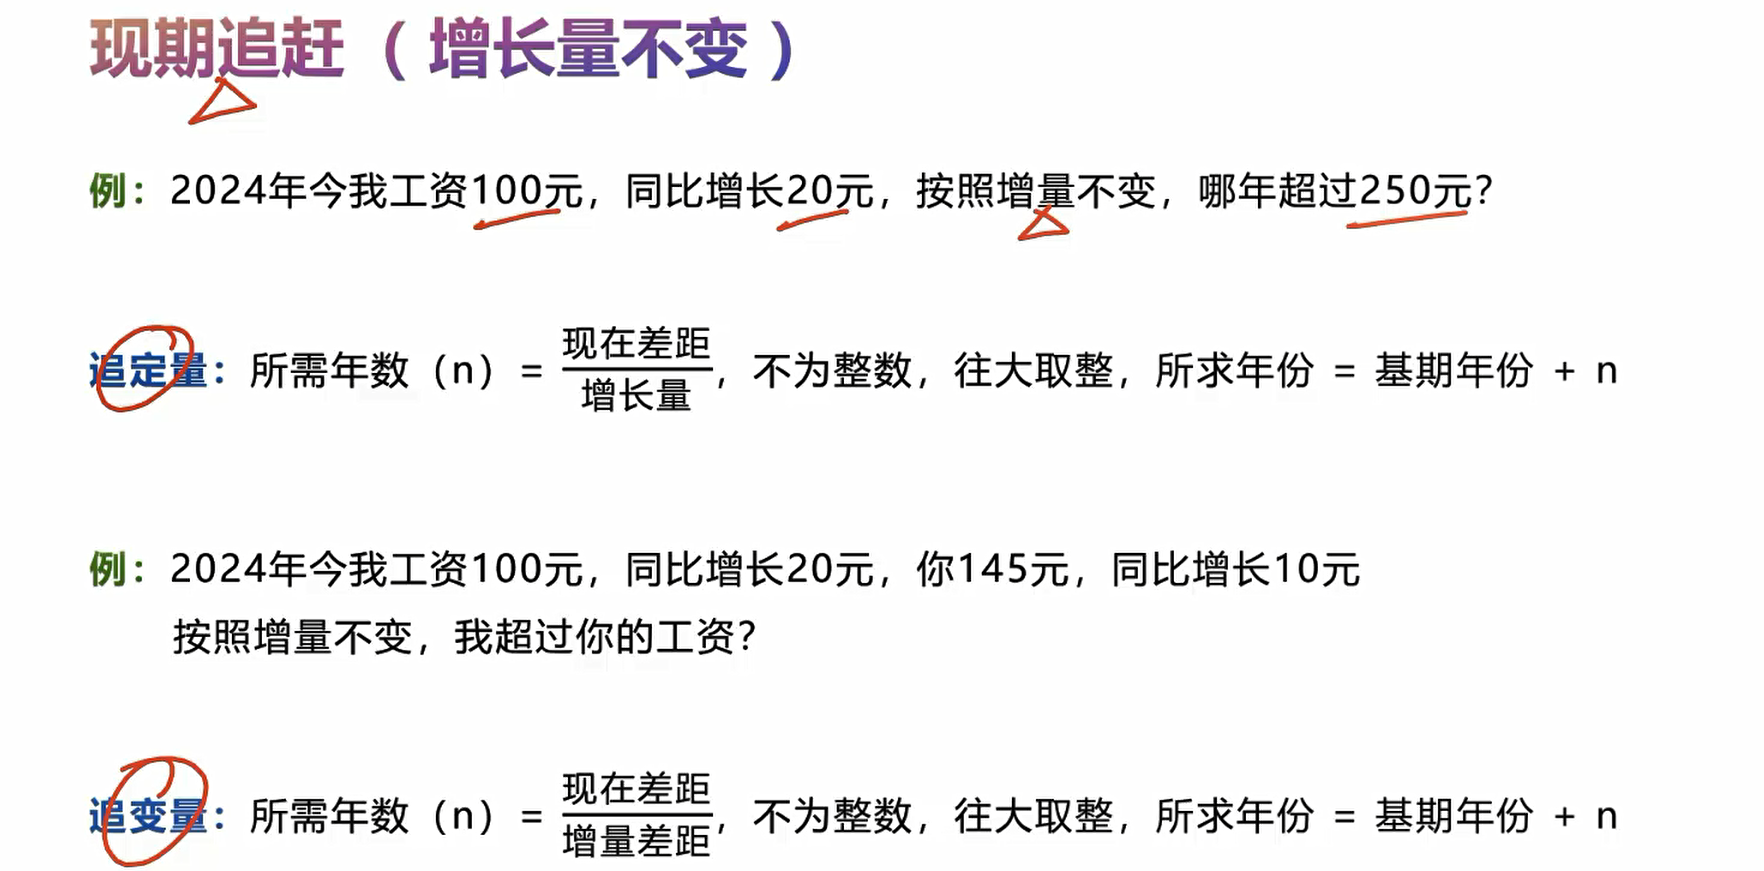 现期追赶（增长量不变）
例：2024年今我工资100元，同比增长20元，按照增量不变，哪年超过250元？
追定量：所需年数（n）= 现在差距/增长量，不为整数，往大取整，所求年份 = 基期年份 + n
例：2024年今我工资100元，同比增长20元，你145元，同比增长10元
按照增量不变，我超过你的工资？
追变量：所需年数（n）= 现在差距/增量差距，不为整数，往大取整，所求年份 = 基期年份 + n